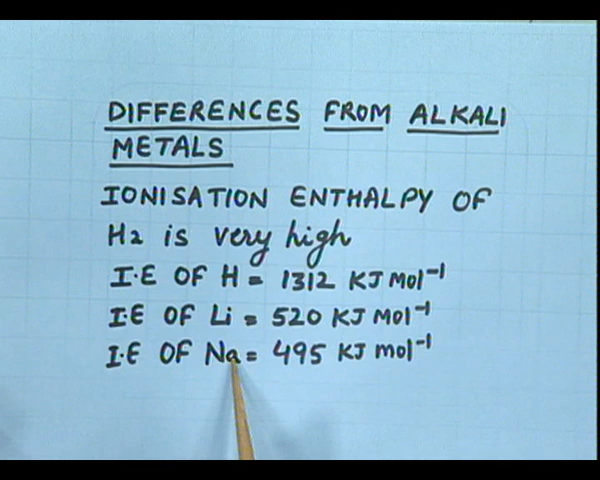 DIFFERENCES FROM ALKALI
METALS
IONISATION ENTHALPY OF
H2 is very high
I.E OF H = 1312 KJ mol-1
I.E OF Li = 520 KJ mol-1
I.E OF Na = 495 KJ mol-1